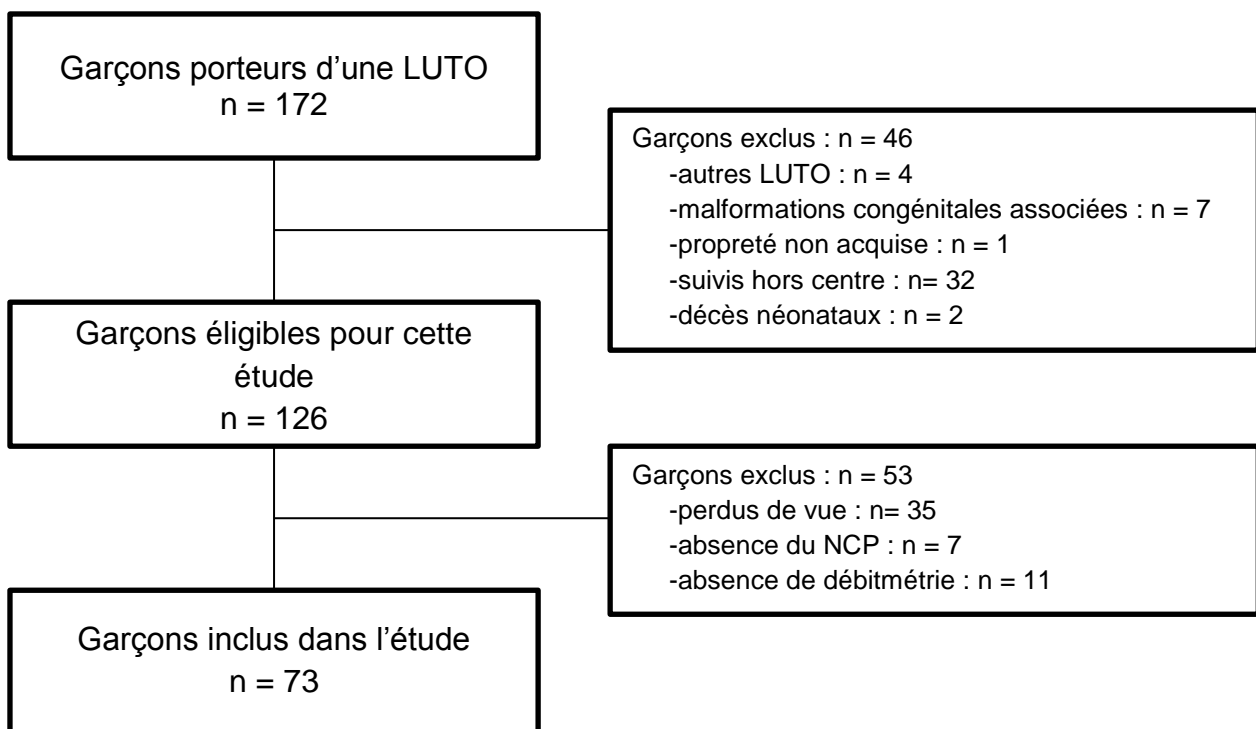 Garçons porteurs d’une LUTO
n = 172
Garçons exclus : n = 46
-autres LUTO : n = 4
-malformations congénitales associées : n = 7
-propreté non acquise : n = 1
-suivis hors centre : n= 32
-décès néonataux : n = 2
Garçons éligibles pour cette
étude
n = 126
Garçons exclus : n = 53
-perdus de vue : n= 35
-absence du NCP : n = 7
-absence de débitmétrie : n = 11
Garçons inclus dans l’étude
n = 73